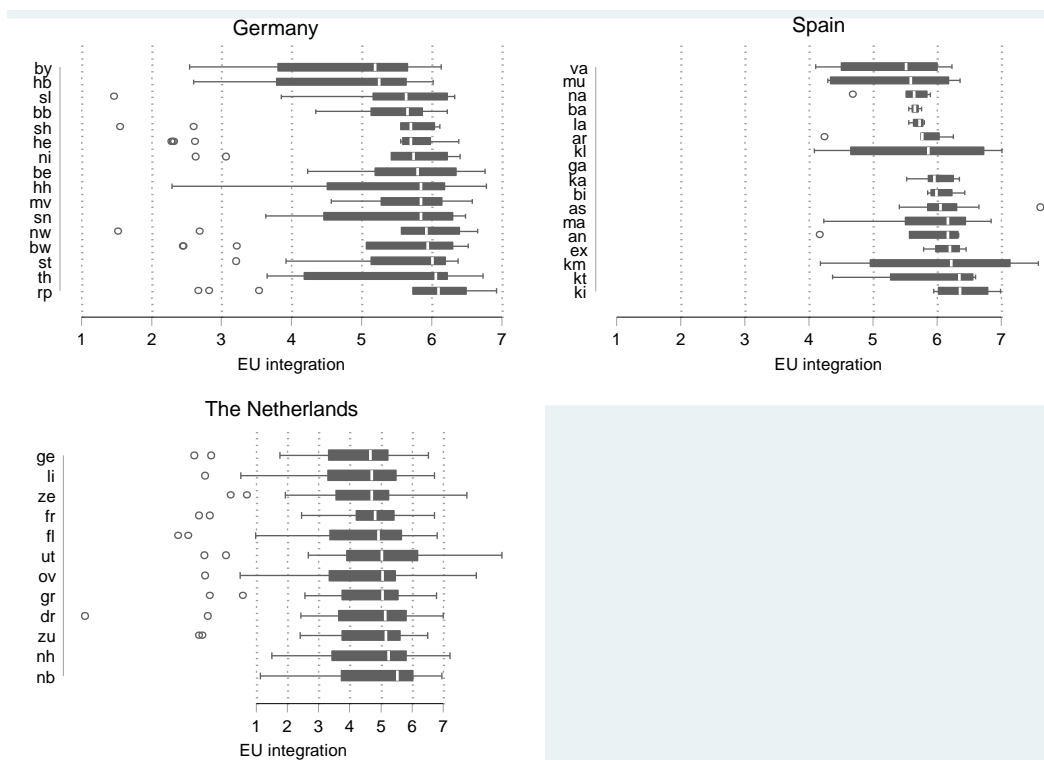 Germany
by
hb
sl
bb
sh
he
ni
be
hh
mv
sn
nw
bw
st
th
rp
1 2 3 4 5 6 7
EU integration
Spain
va
mu
na
ba
la
ar
kl
ga
ka
bi
as
ma
an
ex
km
kt
ki
1 2 3 4 5 6 7
EU integration
The Netherlands
ge
li
ze
fr
fl
ut
ov
gr
dr
zu
nh
nb
1 2 3 4 5 6 7
EU integration